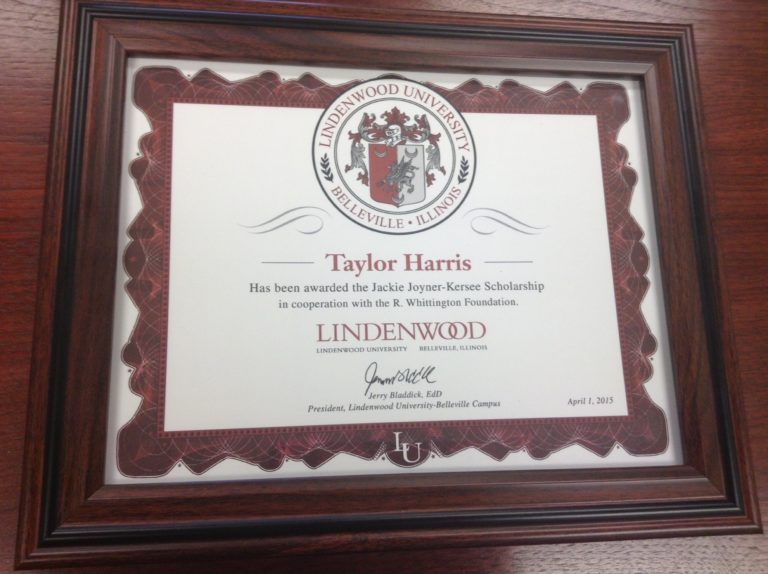 LINDENWOOD UNIVERSITY
BELLEVILLE • ILLINOIS
Taylor Harris
Has been awarded the Jackie Joyner-Kersee Scholarship
in cooperation with the R. Whittington Foundation.
LINDENWOOD
LINDENWOOD UNIVERSITY BELLEVILLE, ILLINOIS
Jerry Bladdick, EdD
President, Lindenwood University-Belleville Campus
April 1, 2015
LU